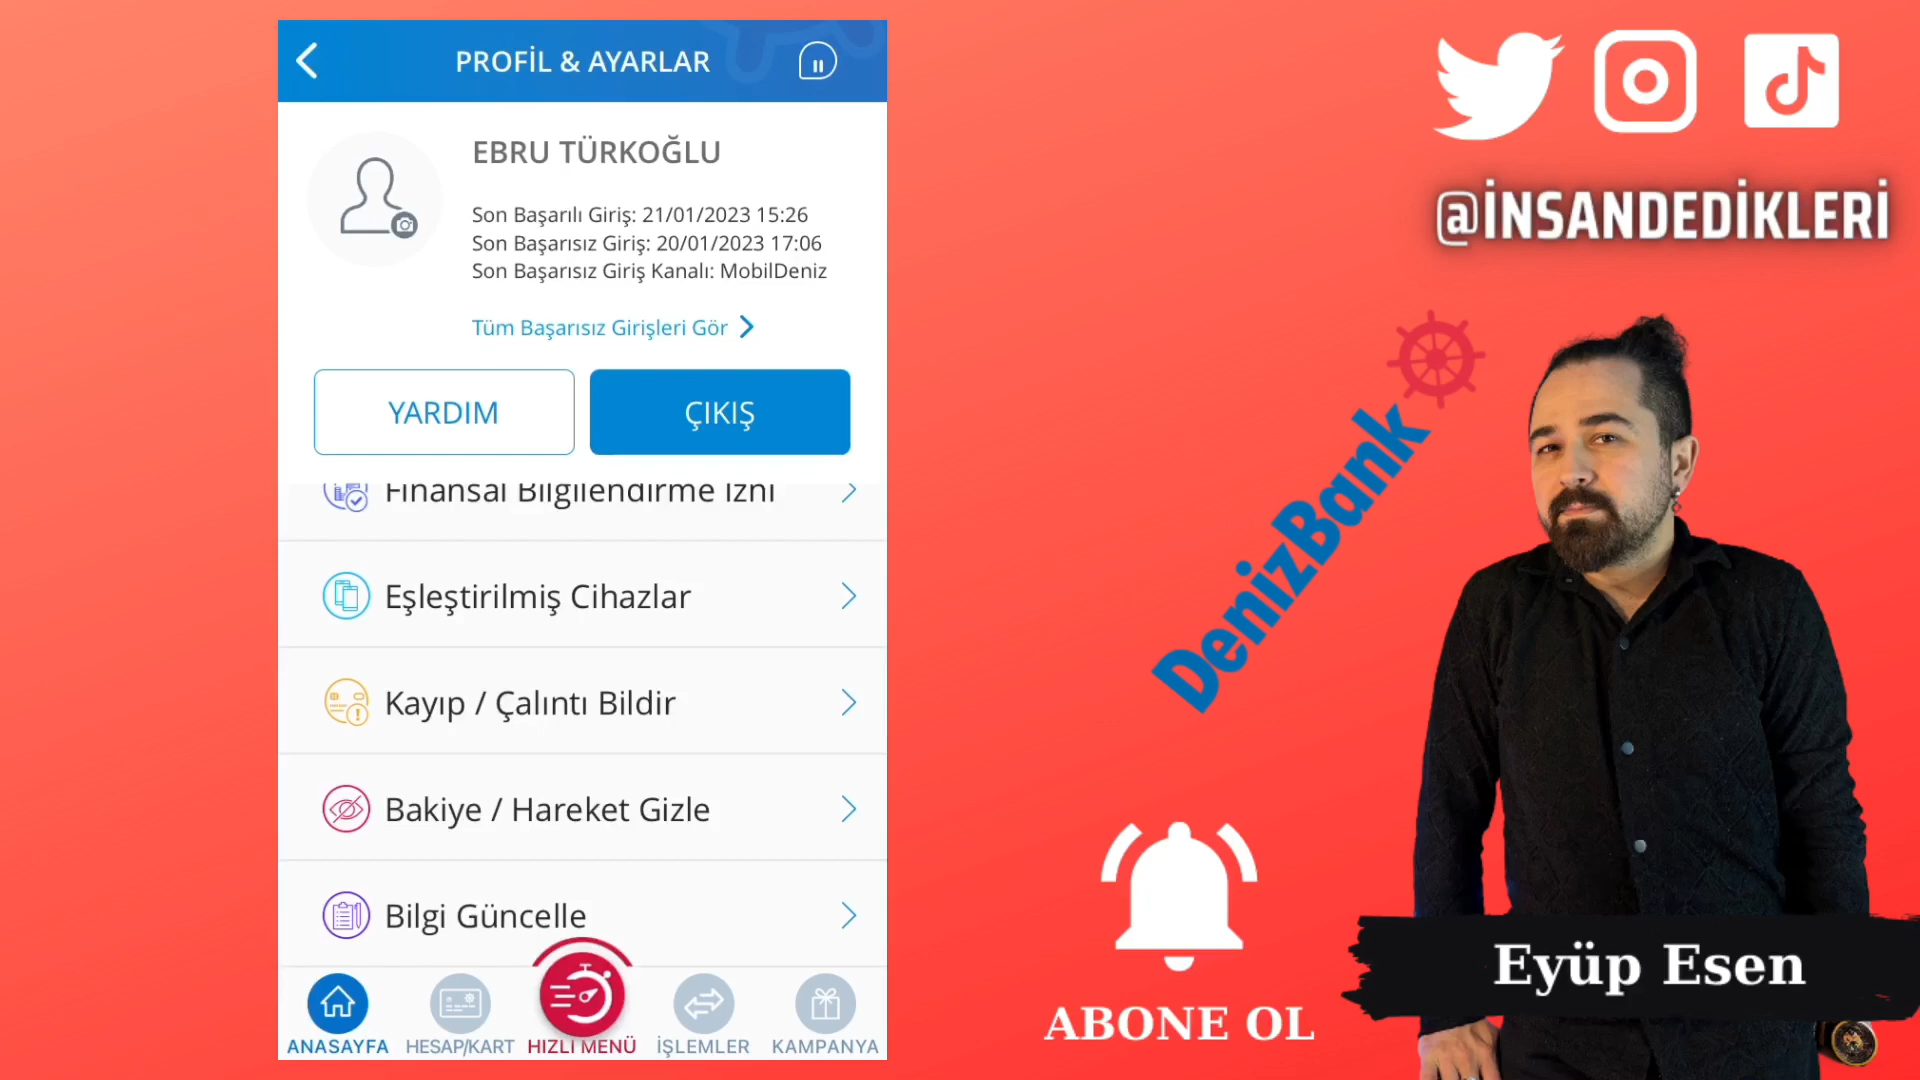 PROFİL & AYARLAR
EBRU TÜRKOĞLU
Son Başarılı Giriş: 21/01/2023 15:26
Son Başarısız Giriş: 20/01/2023 17:06
Son Başarısız Giriş Kanalı: MobilDeniz
Tüm Başarısız Girişleri Gör
YARDIM
ÇIKIŞ
Finansal Bilgilendirme İzni
Eşleştirilmiş Cihazlar
Kayıp / Çalıntı Bildir
Bakiye / Hareket Gizle
Bilgi Güncelle
ANASAYFA
HESAP/KART
HIZLI MENÜ
İŞLEMLER
KAMPANYA
@İNSANDEDİKLERİ
DenizBank
ABONE OL
Eyüp Esen